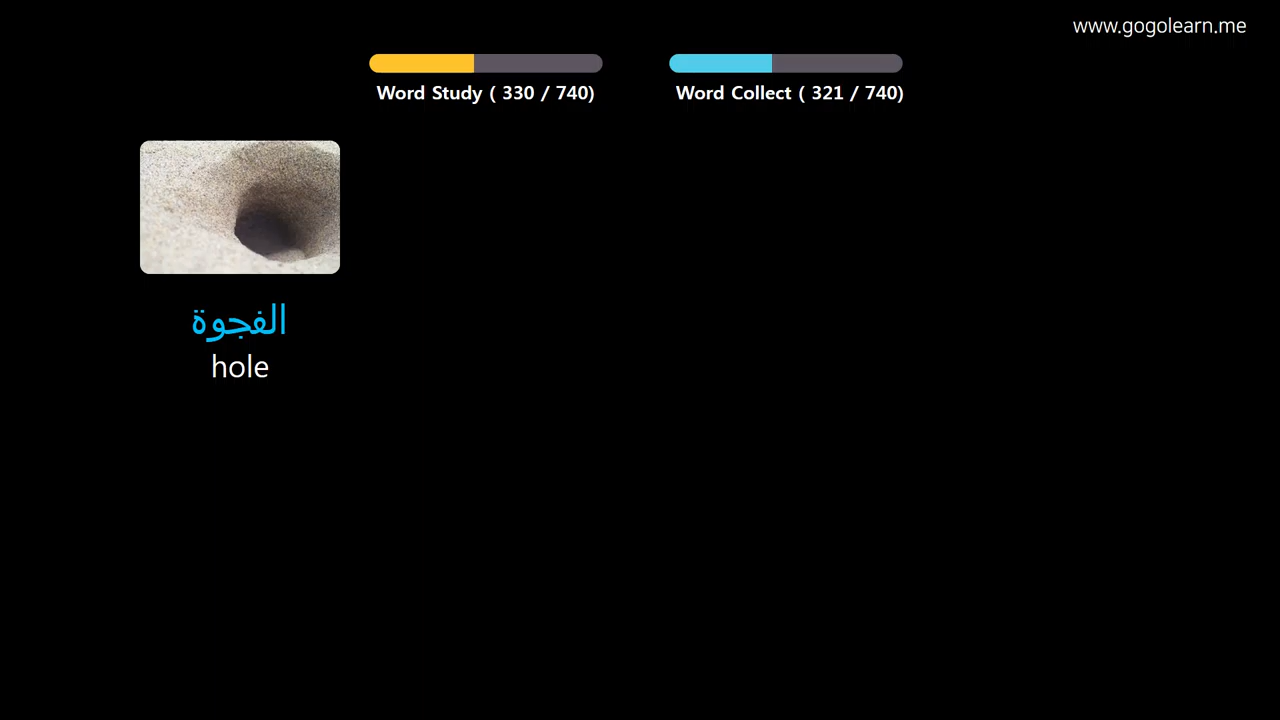 www.gogolearn.me
Word Study ( 330 / 740)
Word Collect ( 321 / 740)
الفجوة
hole